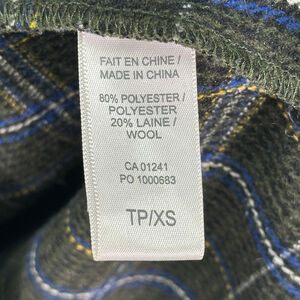 FAIT EN CHINE /
MADE IN CHINA
80% POLYESTER /
POLYESTER
20% LAINE /
WOOL
CA 01241
PO 1000683
TP/XS